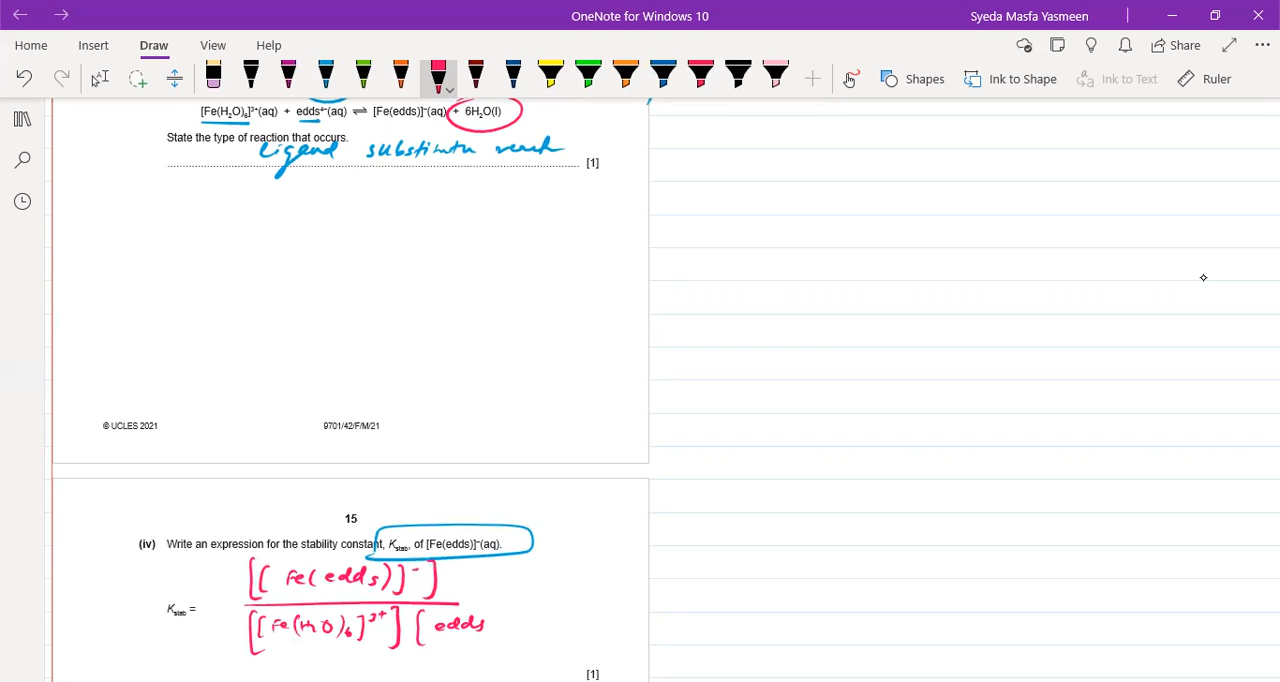 OneNote for Windows 10
Syeda Masfa Yasmeen
Home Insert Draw View Help
Share
Shapes Ink to Shape Ink to Text Ruler
[Fe(H₂O)₆]³⁺(aq) + edds⁴⁻(aq) ⇌ [Fe(edds)]⁻(aq) + 6H₂O(l)
State the type of reaction that occurs.
ligand
[1]
© UCLES 2021 9701/42/F/M/21
15
(iv) Write an expression for the stability constant, Kstab, of [Fe(edds)]⁻(aq).
[[Fe(edds)]⁻]
Kstab =
[[Fe(H₂O)₆]³⁺] [edds
[1]